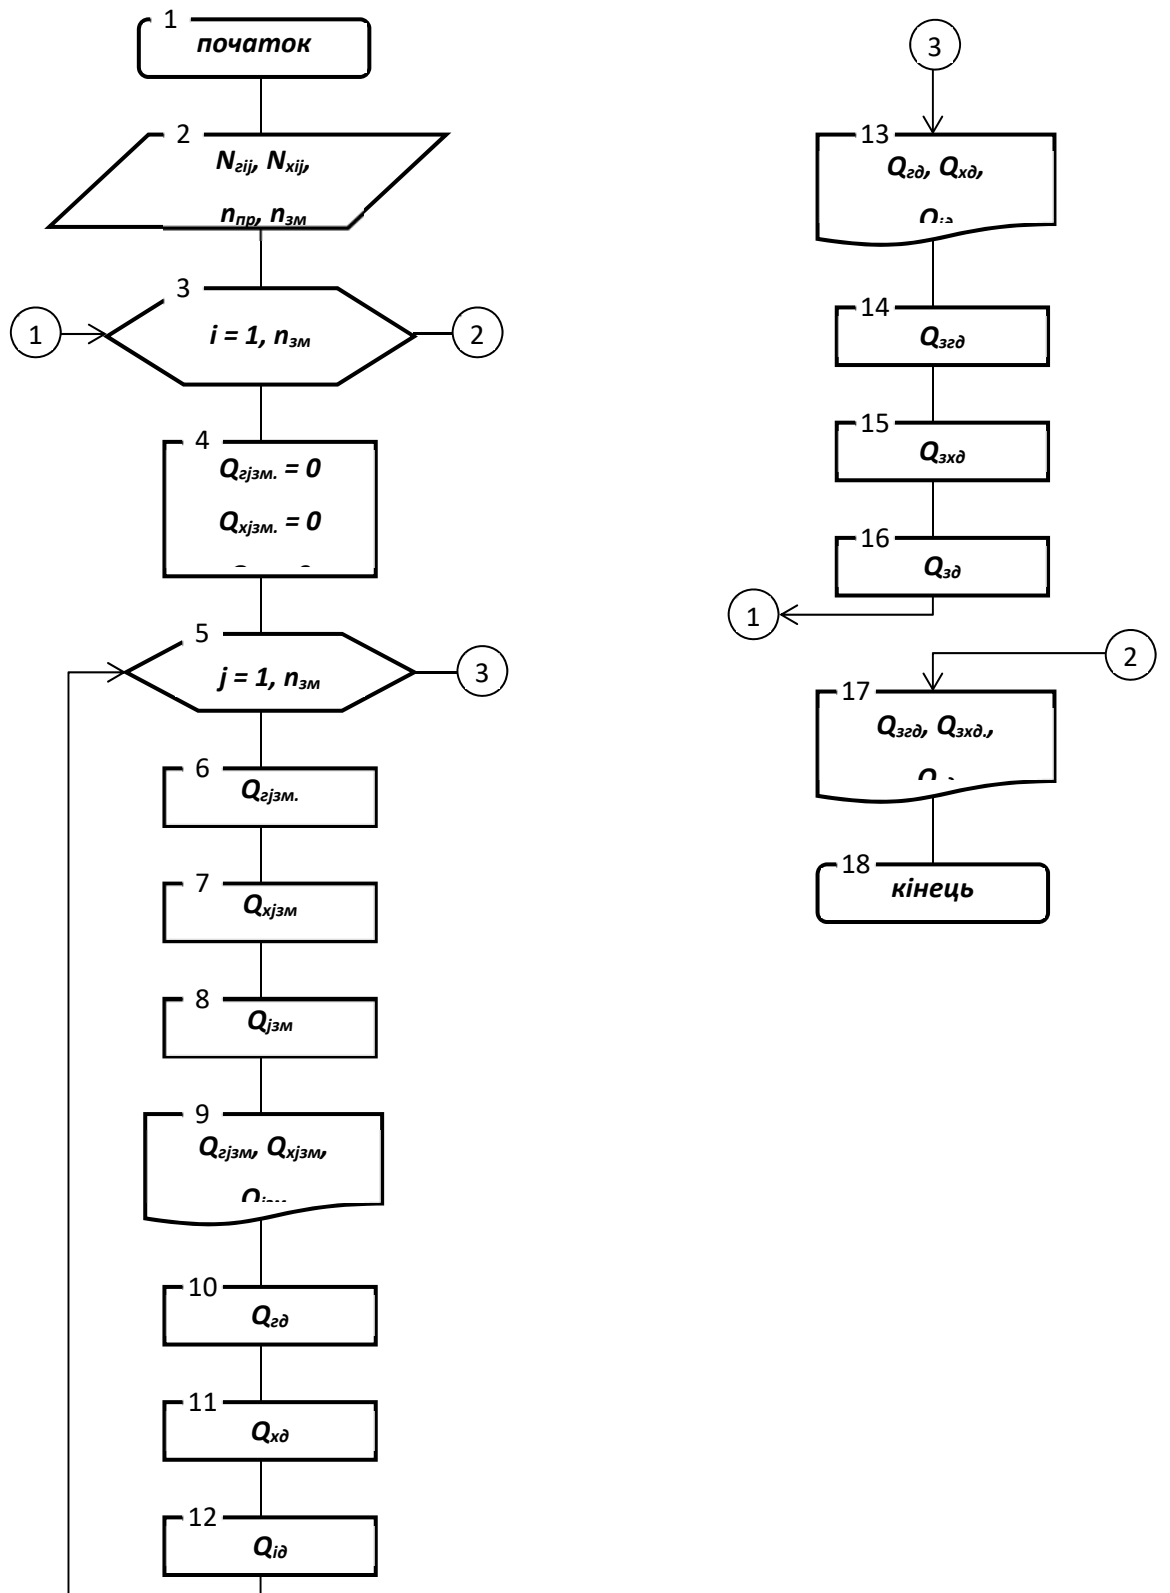 1
початок
2
Nгij, Nхij,
nпр, nзм
3
1
i = 1, nзм
2
4
Qгjзм. = 0
Qхjзм. = 0
5
j = 1, nзм
3
6
Qгjзм.
7
Qхjзм
8
Qjзм
9
Qгjзм, Qхjзм,
Qjзм
10
Qгд
11
Qхд
12
Qід
3
13
Qгд, Qхд,
Qід
14
Qзгд
15
Qзхд
16
Qзд
1
2
17
Qзгд, Qзхд.,
18
кінець